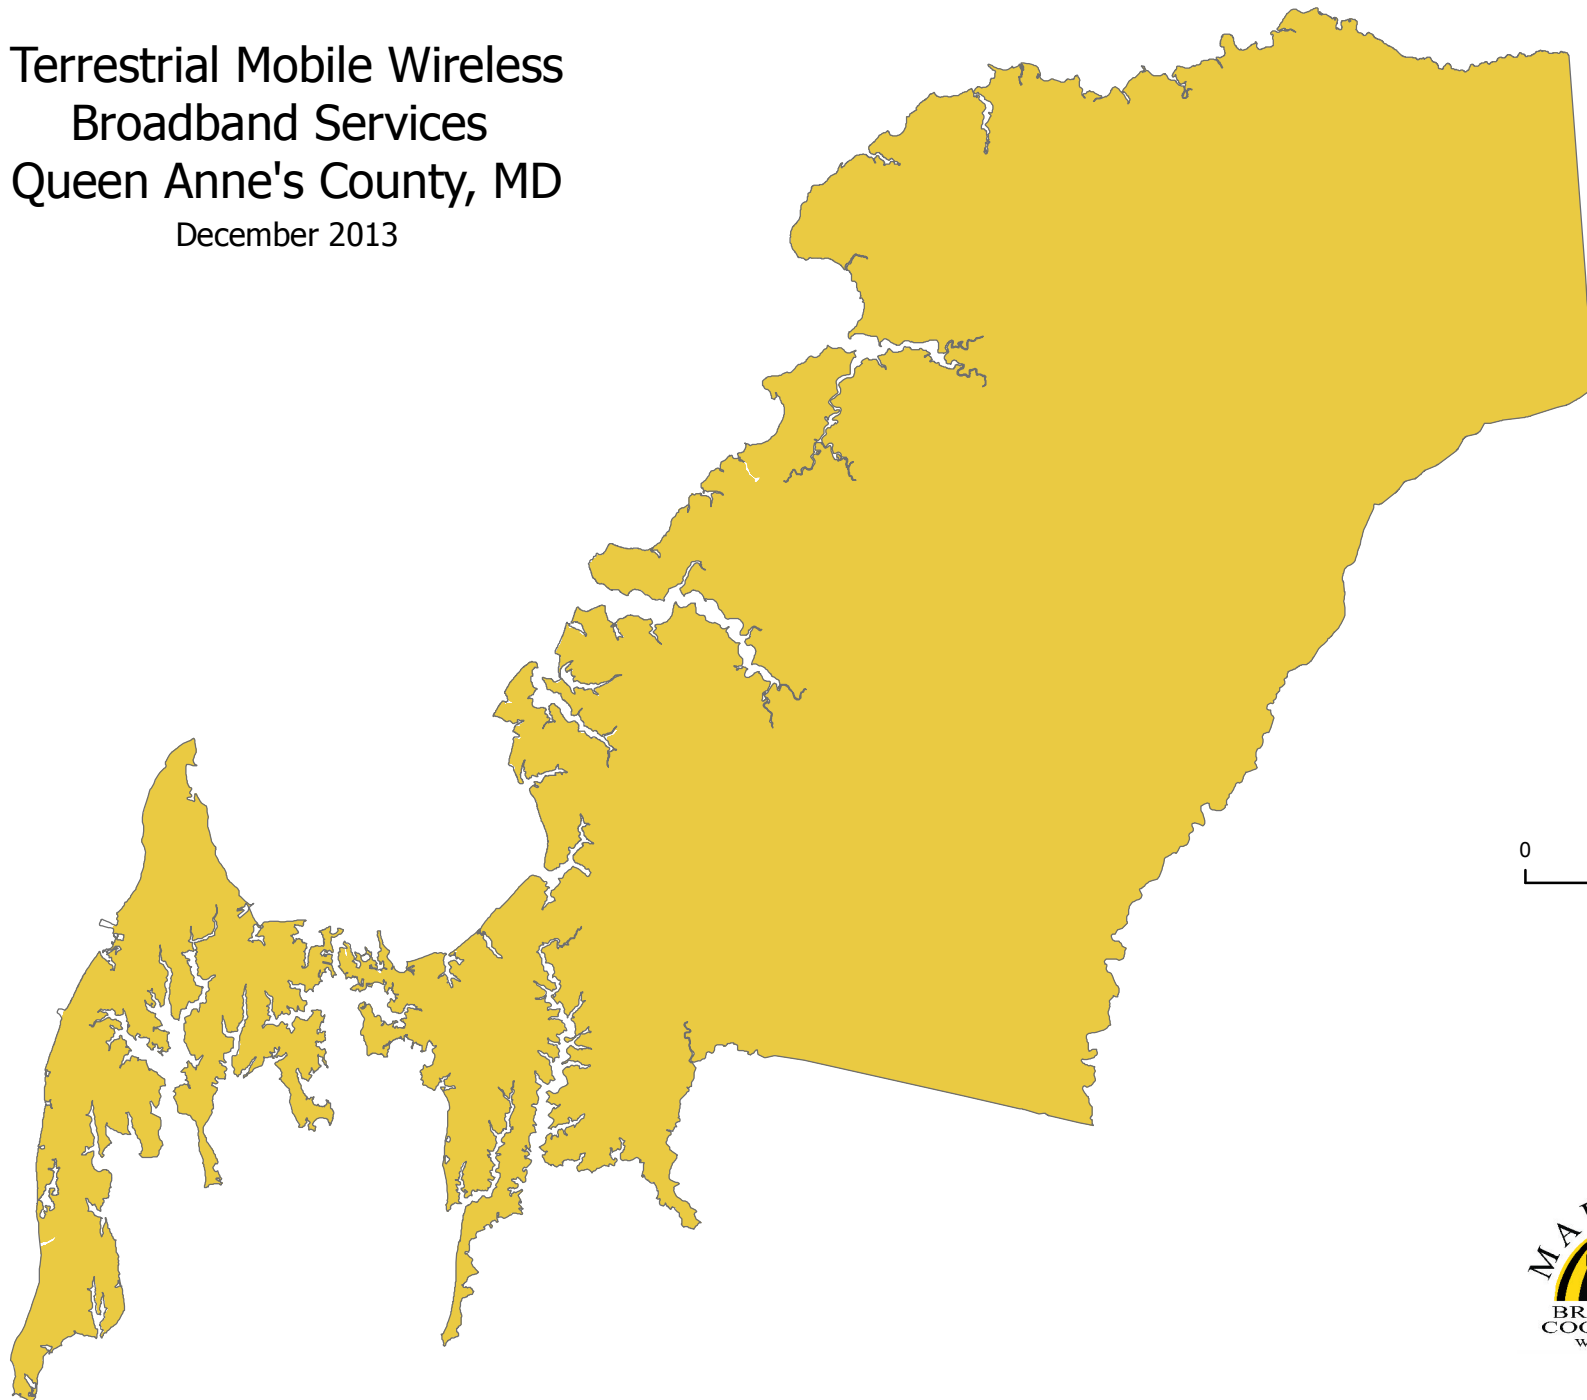 Terrestrial Mobile Wireless
Broadband Services
Queen Anne's County, MD
December 2013
0